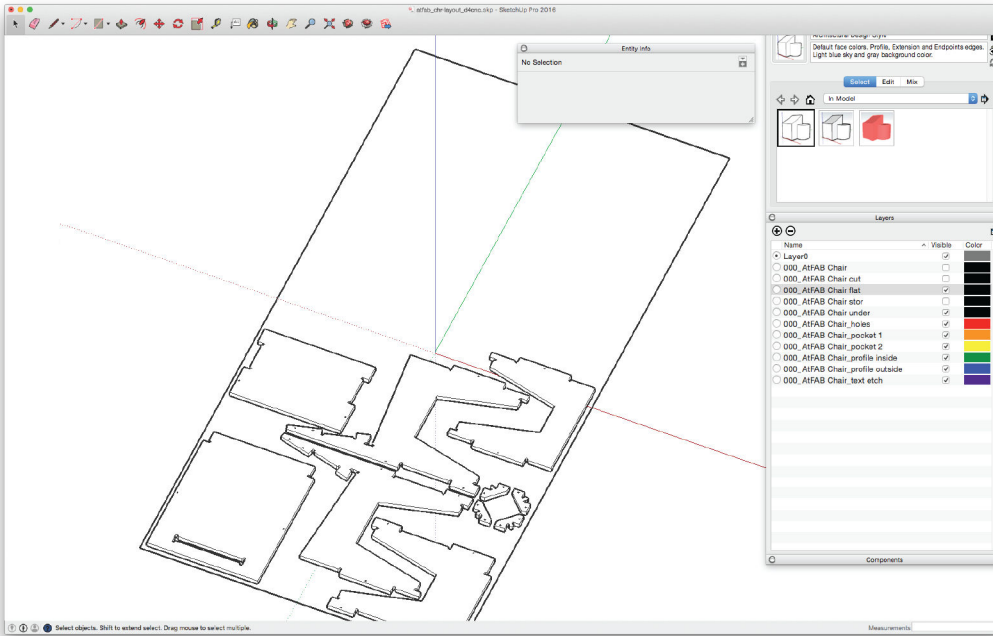 atfab_chr-layout_d4cnc.skp - SketchUp Pro 2016
Entity Info
No Selection
Architectural Design Style
Default face colors. Profile, Extension and Endpoints edges.
Light blue sky and gray background color.
Select Edit Mix
In Model
Layers
Name Visible Color
Layer0
000_AtFAB Chair
000_AtFAB Chair cut
000_AtFAB Chair flat
000_AtFAB Chair stor
000_AtFAB Chair under
000_AtFAB Chair_holes
000_AtFAB Chair_pocket 1
000_AtFAB Chair_pocket 2
000_AtFAB Chair_profile inside
000_AtFAB Chair_profile outside
000_AtFAB Chair_text etch
Components
Select objects. Shift to extend select. Drag mouse to select multiple.
Measurements